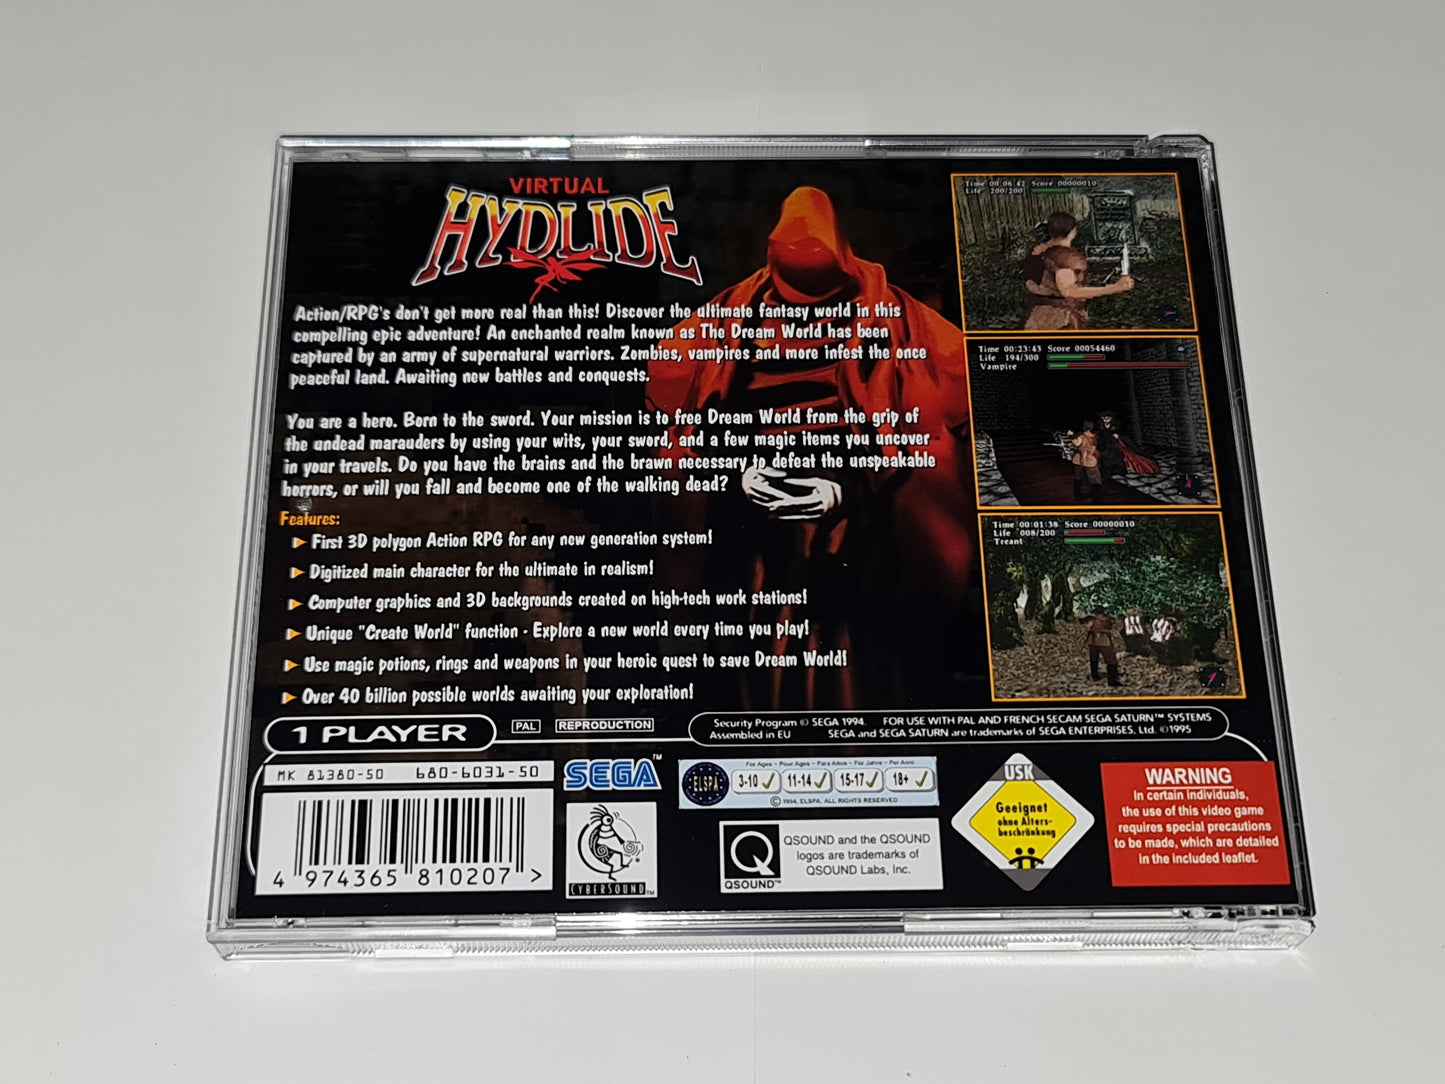 VIRTUAL
HYDLIDE
Action/RPG's don't get more real than this! Discover the ultimate fantasy world in this
compelling epic adventure! An enchanted realm known as The Dream World has been
captured by an army of supernatural warriors. Zombies, vampires and more infest the once
peaceful land. Awaiting new battles and conquests.
You are a hero. Born to the sword. Your mission is to free Dream World from the grip of
the undead marauders by using your wits, your sword, and a few magic items you uncover
in your travels. Do you have the brains and the brawn necessary to defeat the unspeakable
horrors, or will you fall and become one of the walking dead?
Features:
First 3D polygon Action RPG for any new generation system!
Digitized main character for the ultimate in realism!
Computer graphics and 3D backgrounds created on high-tech work stations!
Unique "Create World" function - Explore a new world every time you play!
Use magic potions, rings and weapons in your heroic quest to save Dream World!
Over 40 billion possible worlds awaiting your exploration!
Time 00:06:42 Score 00000010
Life 200/200
Time 00:23:43 Score 00054460
Life 194/300
Vampire
Time 00:01:38 Score 00000010
Life 008/200
Treant
1 PLAYER
PAL
REPRODUCTION
Security Program © SEGA 1994. FOR USE WITH PAL AND FRENCH SECAM SEGA SATURN™ SYSTEMS
Assembled in EU SEGA and SEGA SATURN are trademarks of SEGA ENTERPRISES, Ltd. ©1995
MK 81380-50 680-6031-50
4 974365 810207 >
SEGA™
CYBERSOUND™
ELSPA
For Ages - Pour Ages - Para Años - Für Jahre - Per Anni
3-10 11-14 15-17 18+
© 1994, ELSPA, ALL RIGHTS RESERVED
QSOUND™
QSOUND and the QSOUND
logos are trademarks of
QSOUND Labs, Inc.
USK
Geeignet
ohne Alters-
beschränkung
WARNING
In certain individuals,
the use of this video game
requires special precautions
to be made, which are detailed
in the included leaflet.